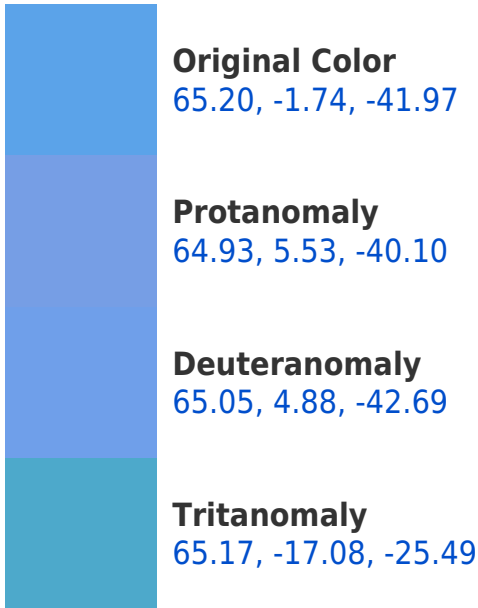 Original Color
65.20, -1.74, -41.97
Protanomaly
64.93, 5.53, -40.10
Deuteranomaly
65.05, 4.88, -42.69
Tritanomaly
65.17, -17.08, -25.49